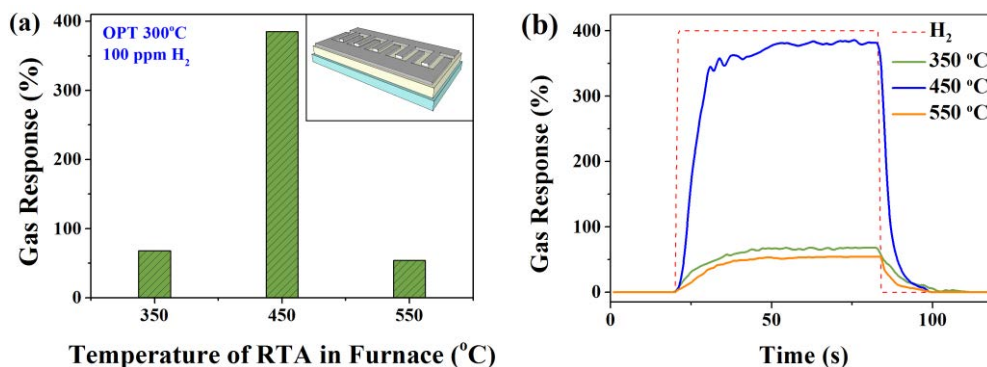 (a)
OPT 300°C
100 ppm H₂
400
300
200
100
0
350
450
550
Gas Response (%)
Temperature of RTA in Furnace (°C)
(b)
H₂
350 °C
450 °C
550 °C
400
300
200
100
0
0
50
100
Gas Response (%)
Time (s)